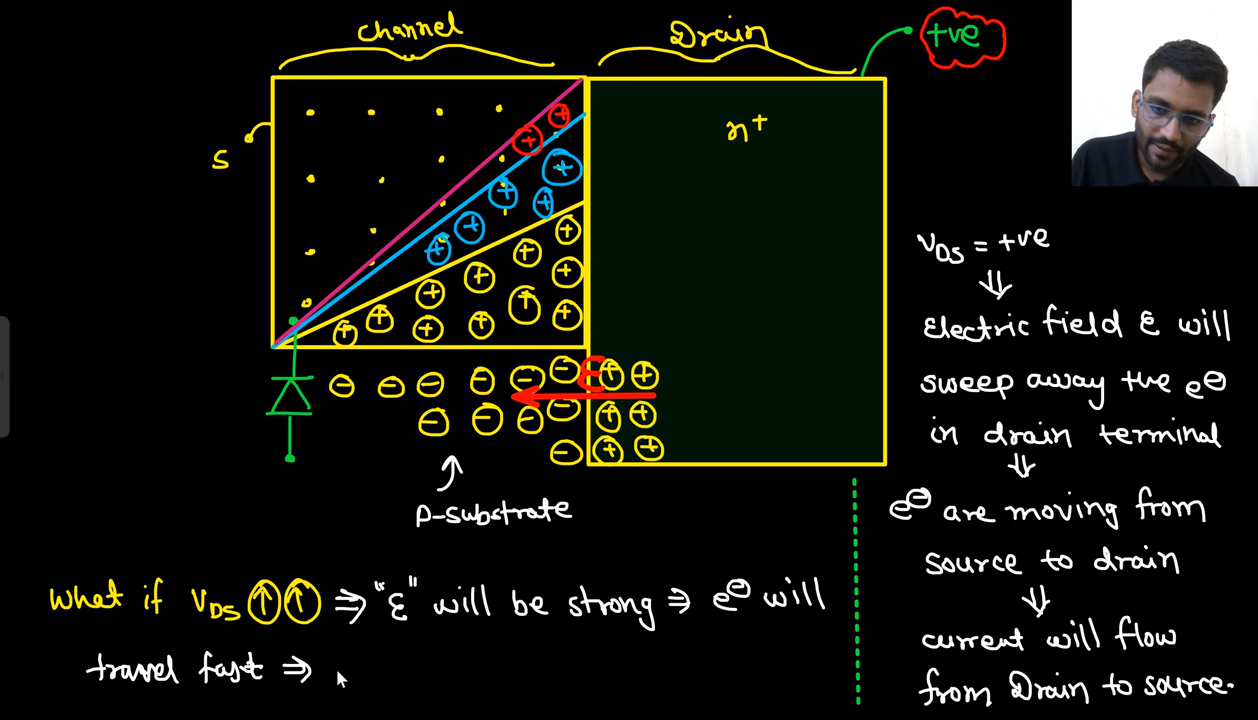 Channel
Drain
+ve
S
n+
VDS = +ve
⇓
Electric field ε will
sweep away the e⊖
in drain terminal
⇓
e⊖ are moving from
source to drain
⇓
current will flow
from Drain to source.
ε
P-substrate
What if VDS ↑ ↑ ⇒ "ε" will be strong ⇒ e⊖ will
travel fast ⇒